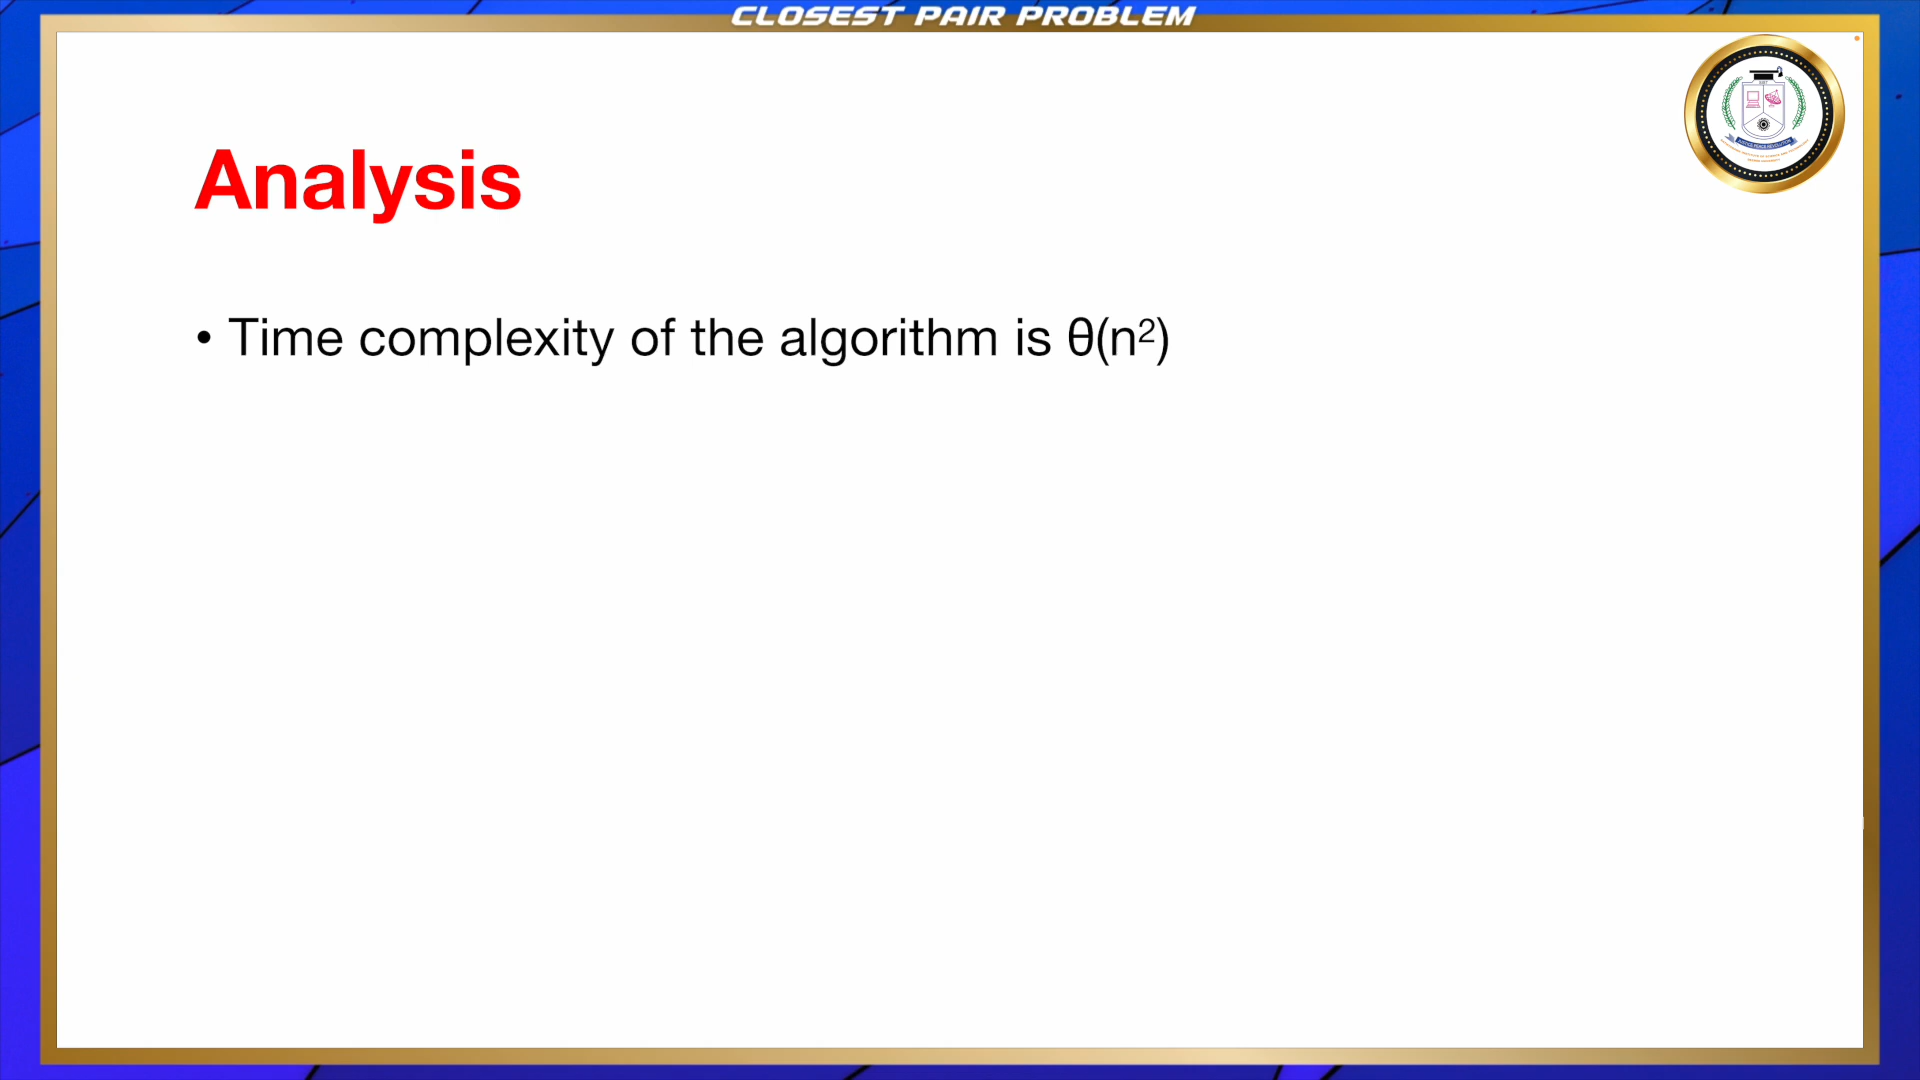 CLOSEST PAIR PROBLEM
Analysis
• Time complexity of the algorithm is θ(n²)